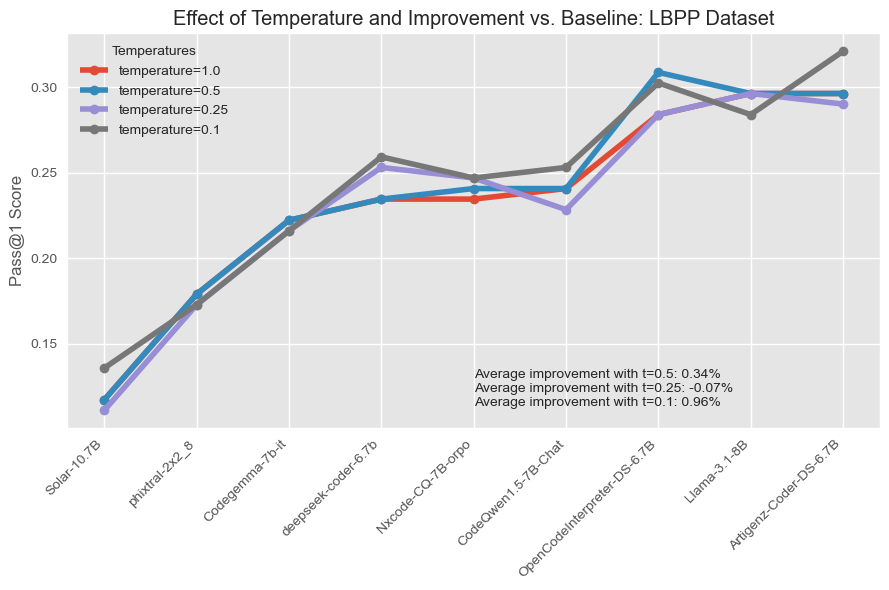 Effect of Temperature and Improvement vs. Baseline: LBPP Dataset
Temperatures
temperature=1.0
temperature=0.5
temperature=0.25
temperature=0.1
Pass@1 Score
0.30
0.25
0.20
0.15
Average improvement with t=0.5: 0.34%
Average improvement with t=0.25: -0.07%
Average improvement with t=0.1: 0.96%
Solar-10.7B
phixtral-2x2_8
Codegemma-7b-it
deepseek-coder-6.7b
Nxcode-CQ-7B-orpo
CodeQwen1.5-7B-Chat
OpenCodeInterpreter-DS-6.7B
Llama-3.1-8B
Artigenz-Coder-DS-6.7B